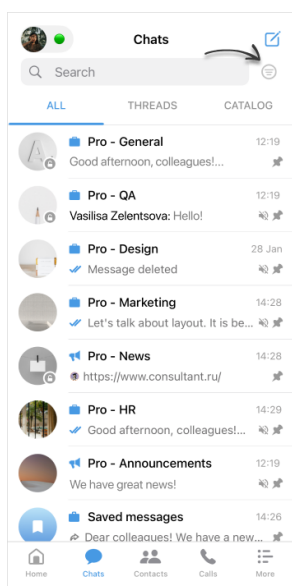 Chats
Search
ALL THREADS CATALOG
Pro - General 12:19
Good afternoon, colleagues!...
Pro - QA 12:19
Vasilisa Zelentsova: Hello!
Pro - Design 28 Jan
Message deleted
Pro - Marketing 14:28
Let's talk about layout. It is be...
Pro - News 14:28
https://www.consultant.ru/
Pro - HR 14:29
Good afternoon, colleagues!...
Pro - Announcements 12:19
We have great news!
Saved messages 14:26
Dear colleagues! We have a new...
Home Chats Contacts Calls More